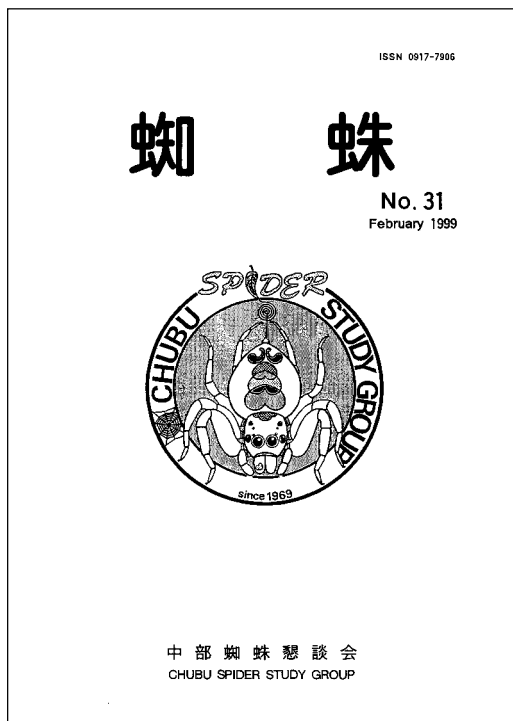 ISSN 0917-7906
蜘 蛛
No. 31
February 1999
SPIDER
CHUBU STUDY GROUP
since 1969
中部蜘蛛懇談会
CHUBU SPIDER STUDY GROUP